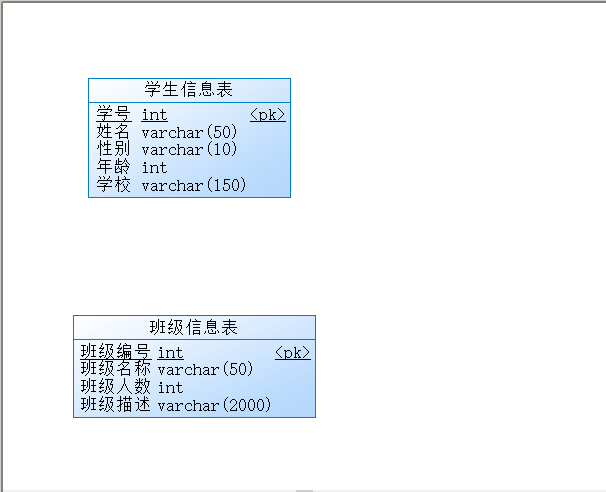 学生信息表
学号 int <pk>
姓名 varchar(50)
性别 varchar(10)
年龄 int
学校 varchar(150)
班级信息表
班级编号 int <pk>
班级名称 varchar(50)
班级人数 int
班级描述 varchar(2000)